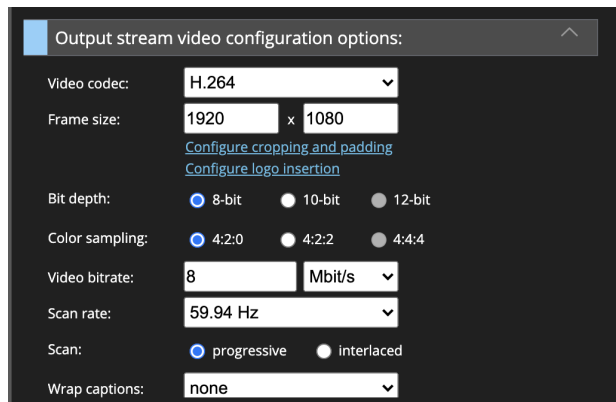 Output stream video configuration options:
Video codec: H.264
Frame size: 1920 x 1080
Configure cropping and padding
Configure logo insertion
Bit depth: 8-bit 10-bit 12-bit
Color sampling: 4:2:0 4:2:2 4:4:4
Video bitrate: 8 Mbit/s
Scan rate: 59.94 Hz
Scan: progressive interlaced
Wrap captions: none